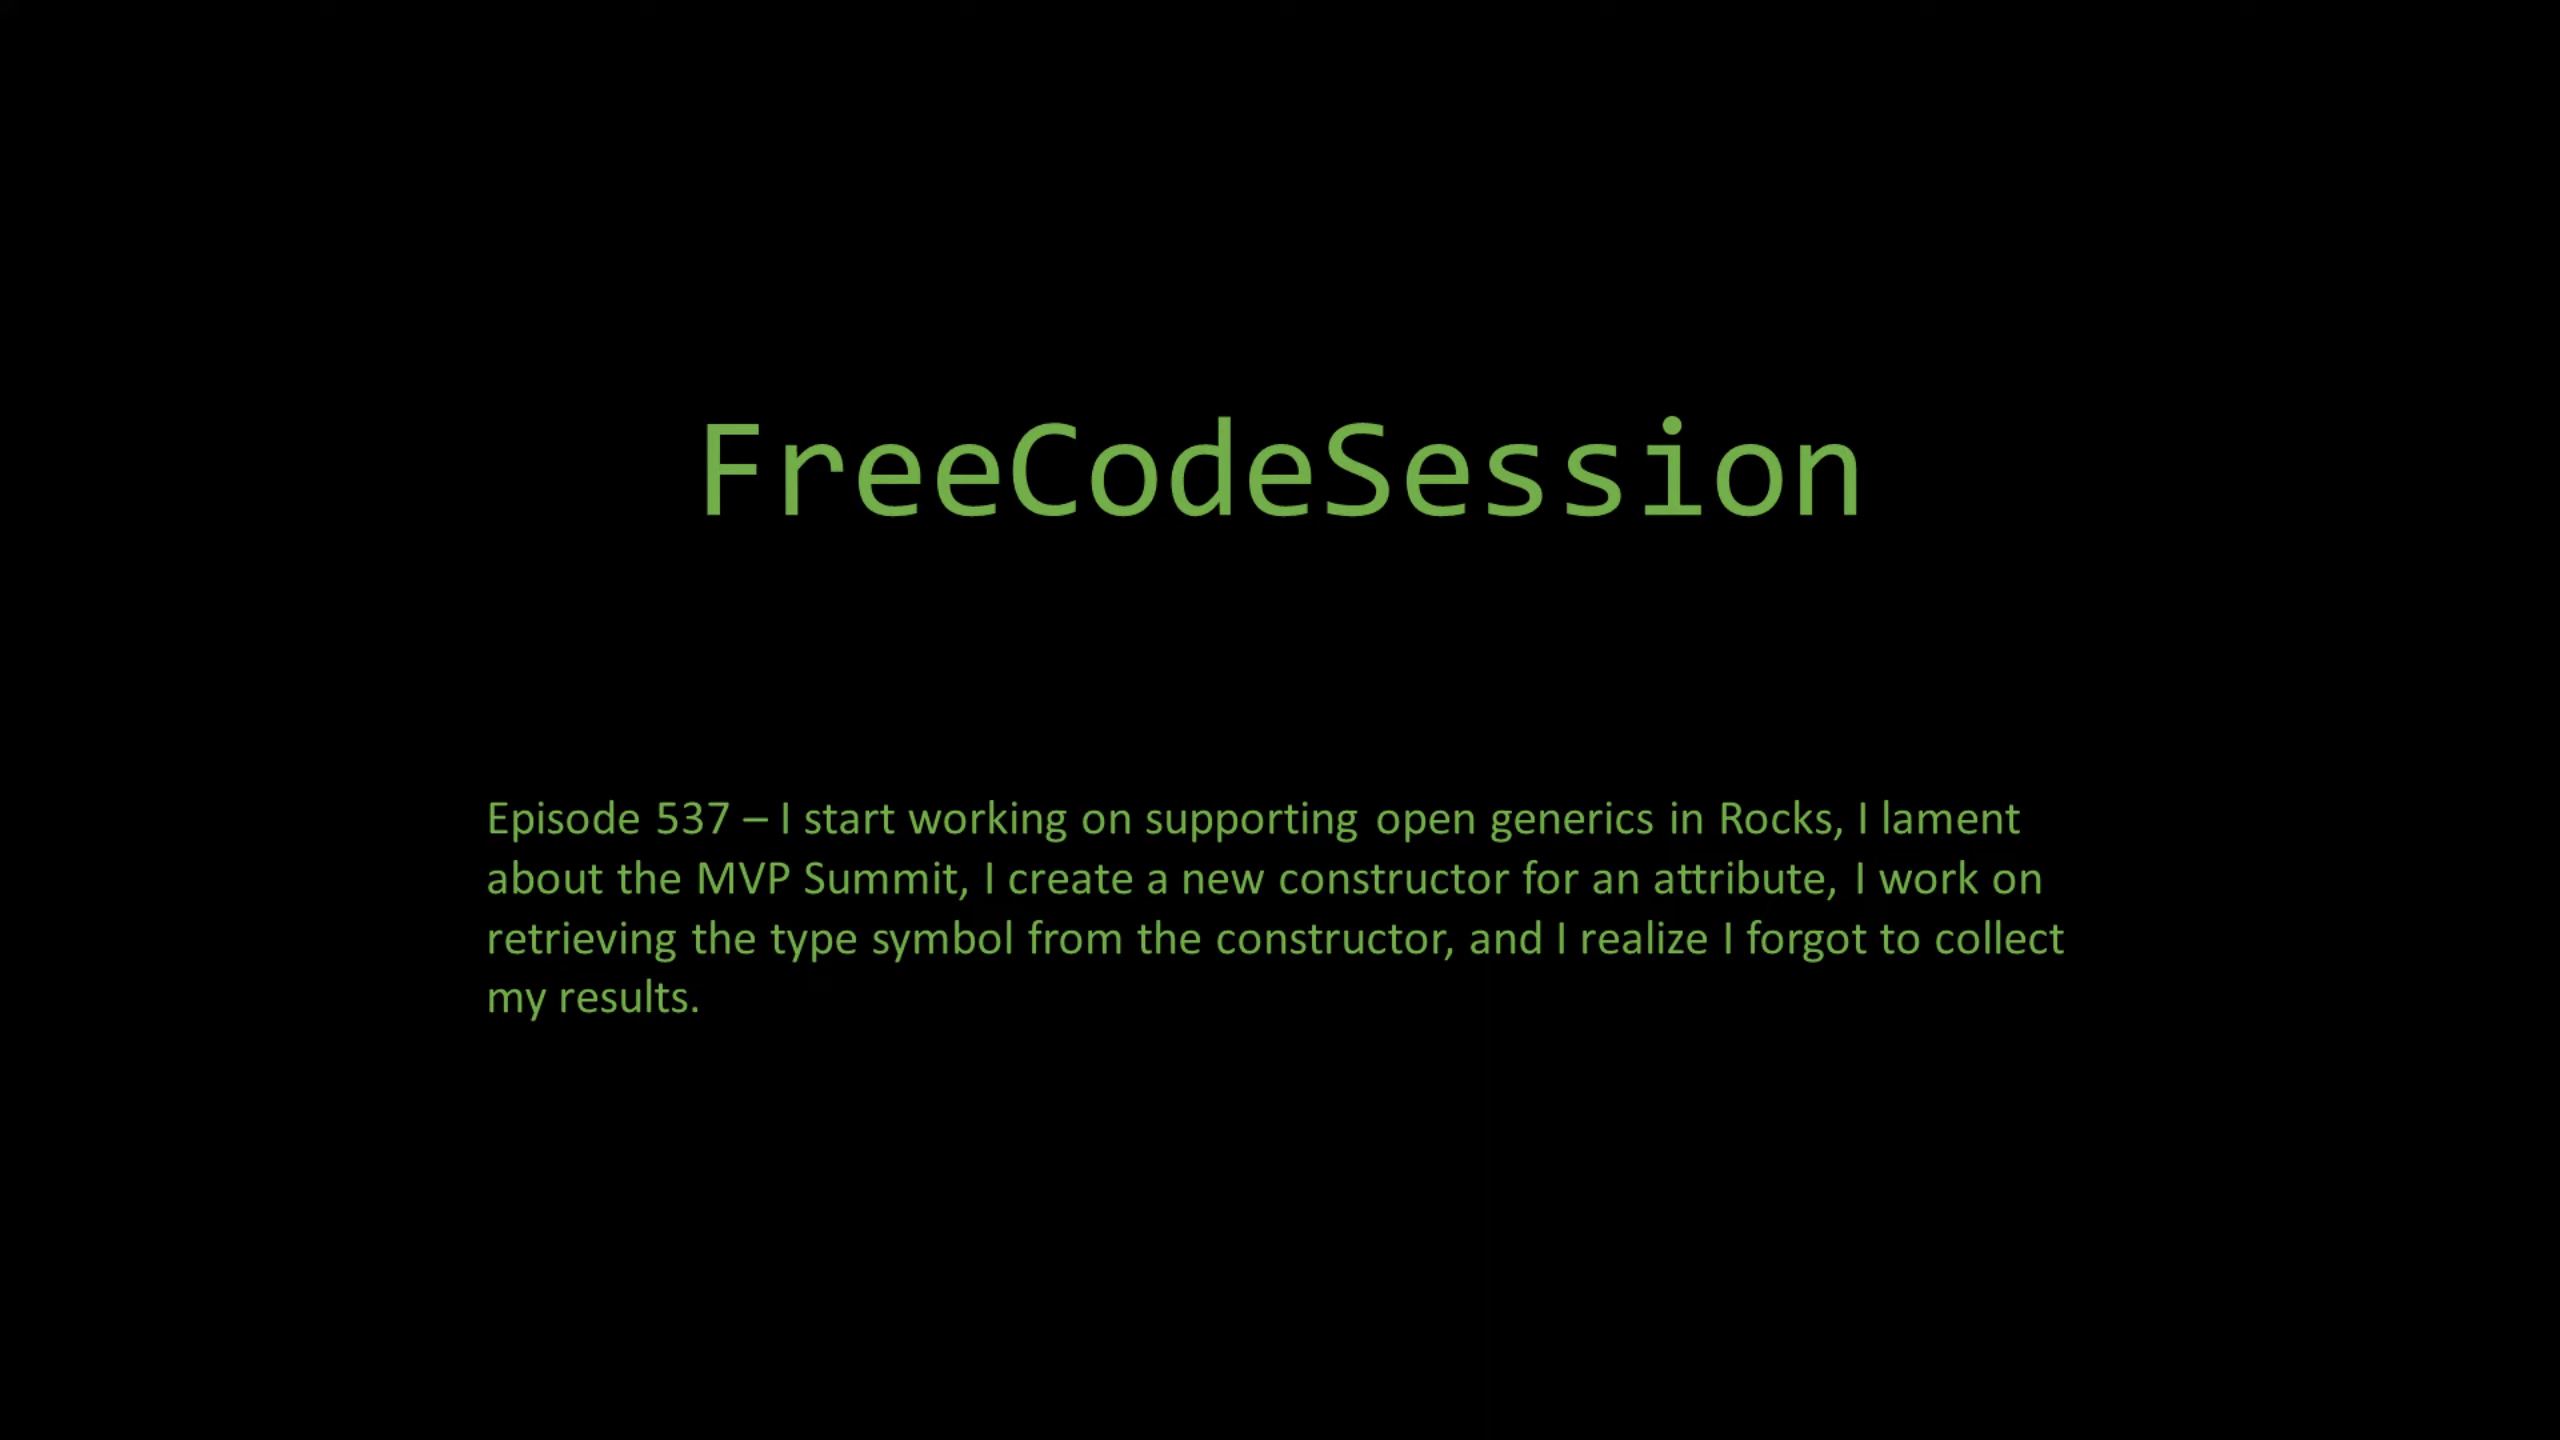 FreeCodeSession
Episode 537 – I start working on supporting open generics in Rocks, I lament
about the MVP Summit, I create a new constructor for an attribute, I work on
retrieving the type symbol from the constructor, and I realize I forgot to collect
my results.